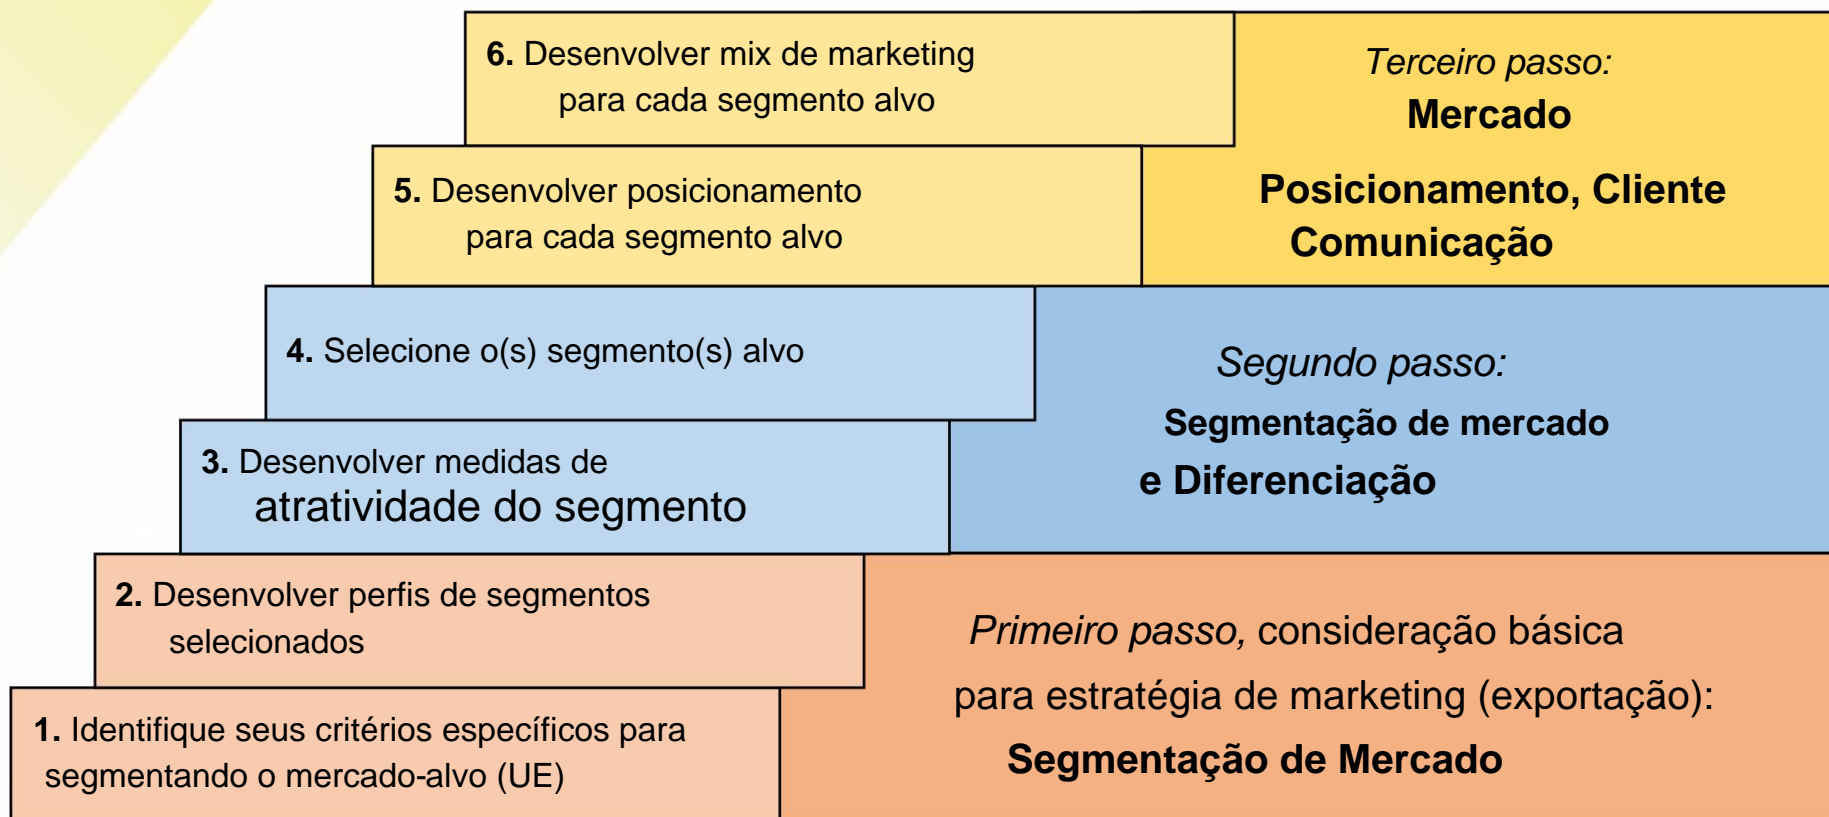 6. Desenvolver mix de marketing
para cada segmento alvo
Terceiro passo:
Mercado
5. Desenvolver posicionamento
para cada segmento alvo
Posicionamento, Cliente
Comunicação
4. Selecione o(s) segmento(s) alvo
Segundo passo:
Segmentação de mercado
e Diferenciação
3. Desenvolver medidas de
atratividade do segmento
2. Desenvolver perfis de segmentos
selecionados
Primeiro passo, consideração básica
para estratégia de marketing (exportação):
Segmentação de Mercado
1. Identifique seus critérios específicos para
segmentando o mercado-alvo (UE)